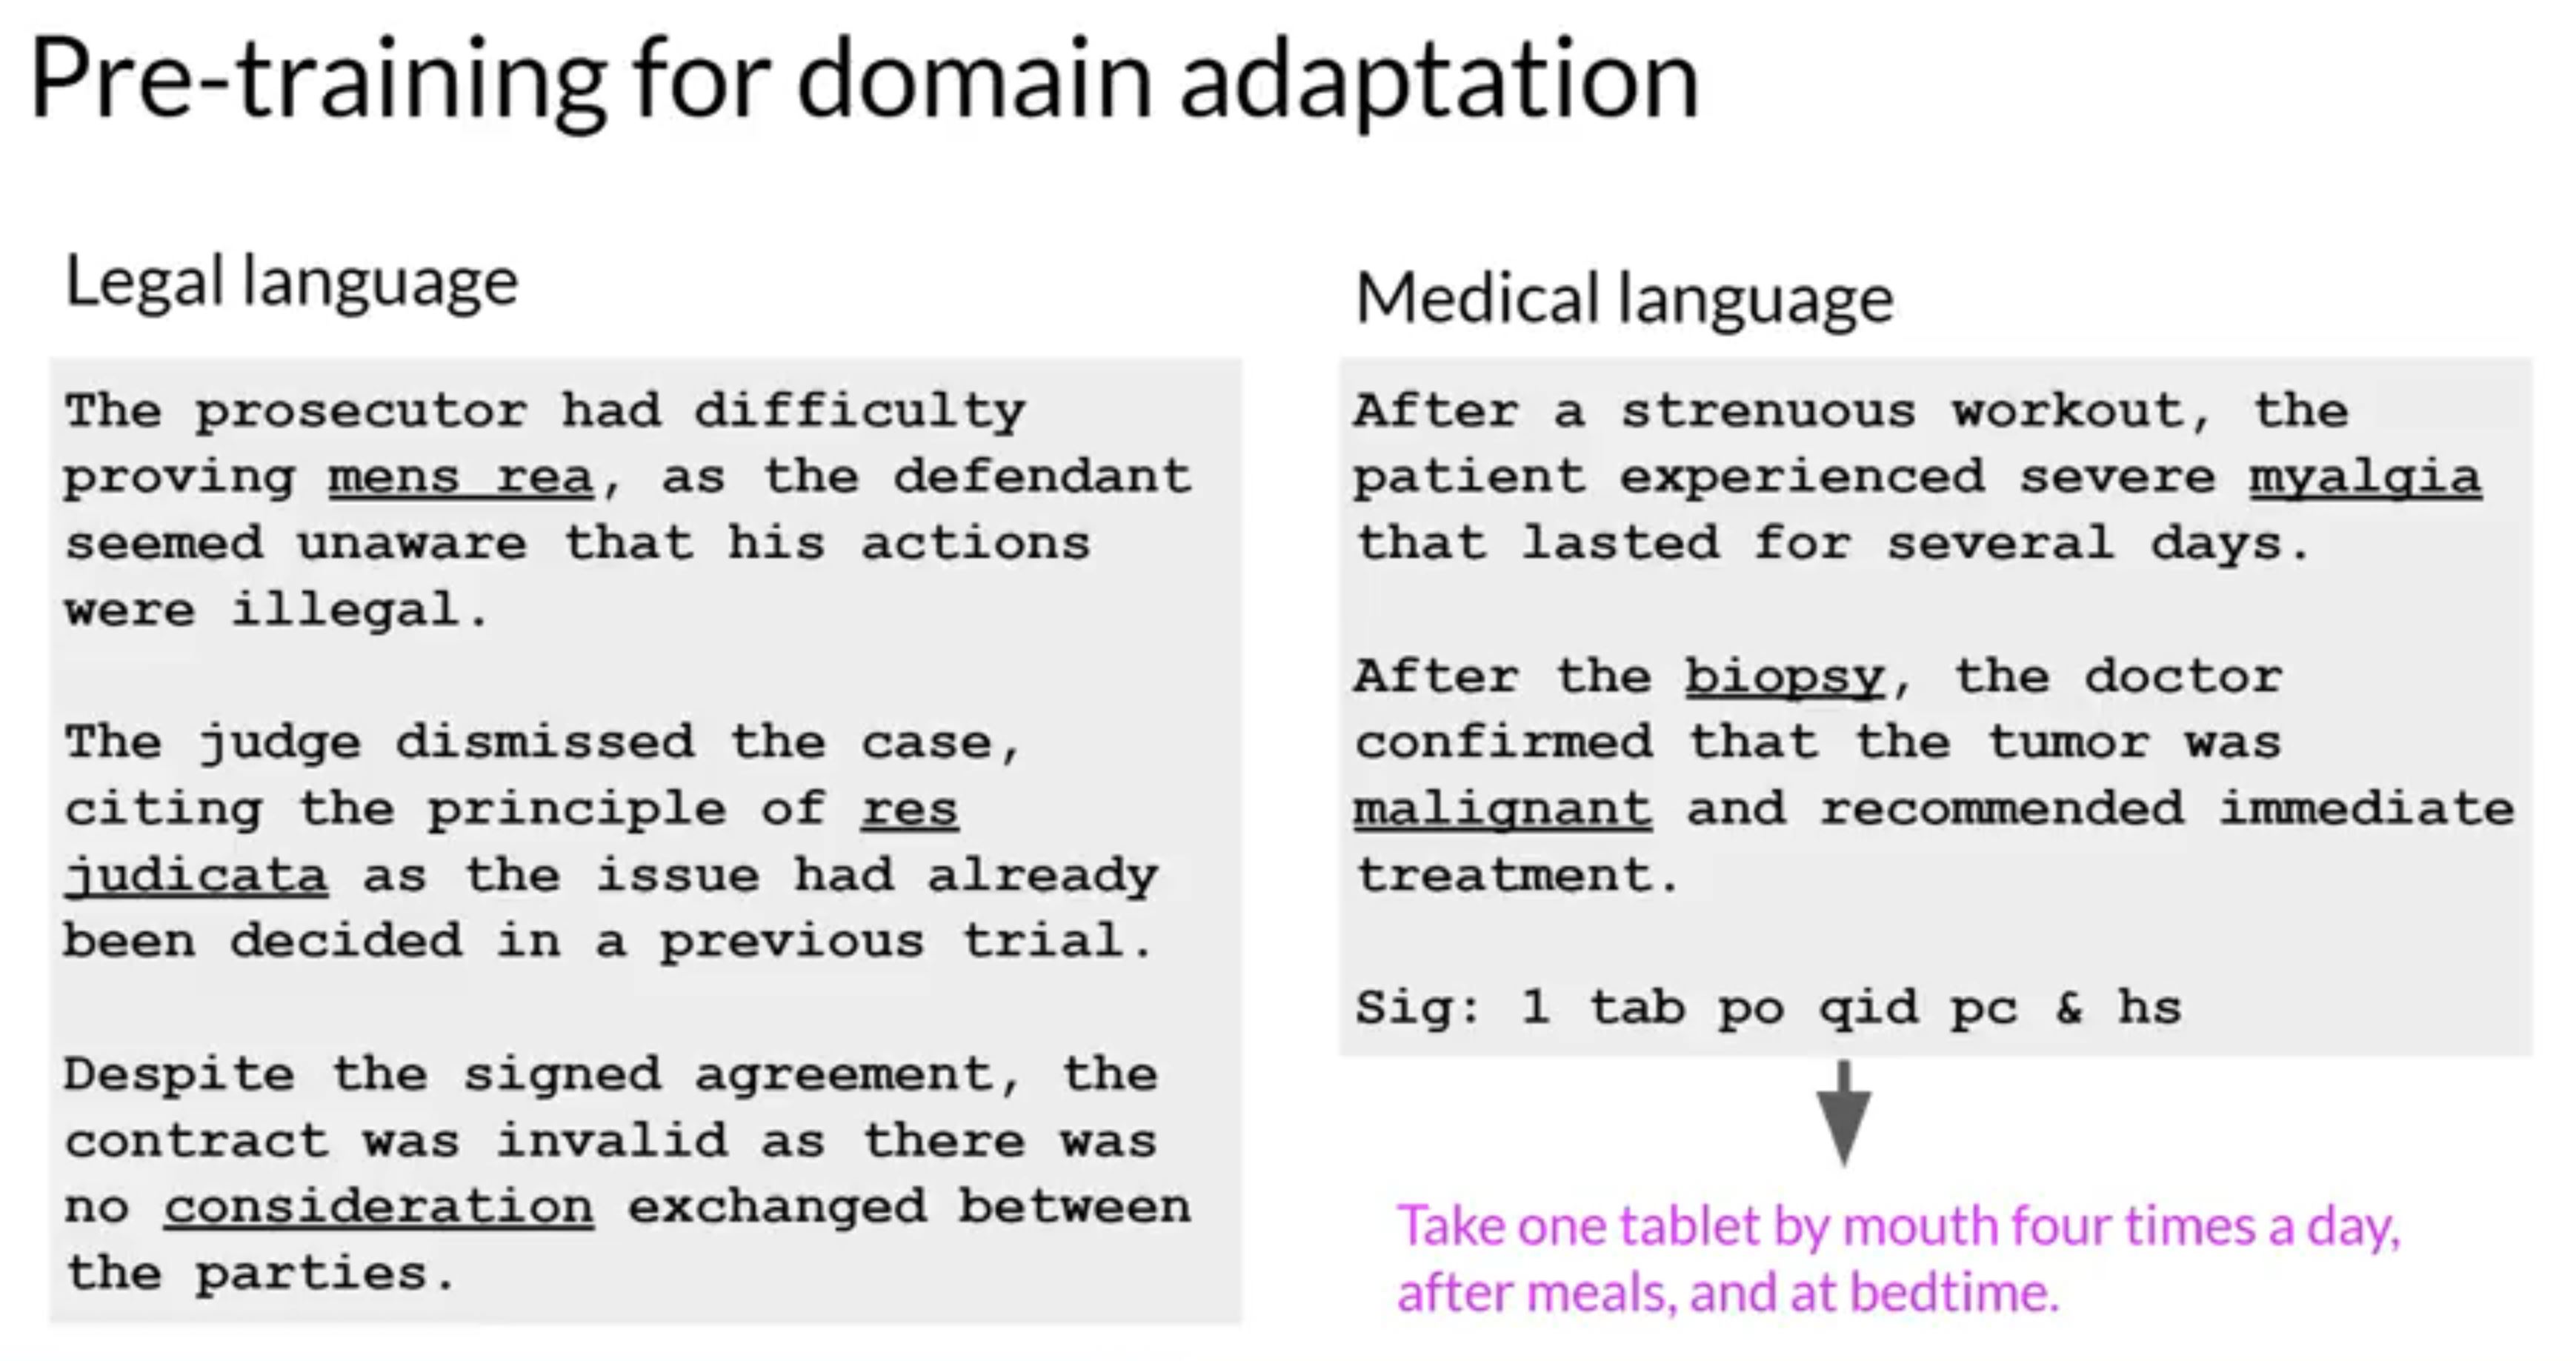 Pre-training for domain adaptation
Legal language
The prosecutor had difficulty
proving mens rea, as the defendant
seemed unaware that his actions
were illegal.
The judge dismissed the case,
citing the principle of res
judicata as the issue had already
been decided in a previous trial.
Despite the signed agreement, the
contract was invalid as there was
no consideration exchanged between
the parties.
Medical language
After a strenuous workout, the
patient experienced severe myalgia
that lasted for several days.
After the biopsy, the doctor
confirmed that the tumor was
malignant and recommended immediate
treatment.
Sig: 1 tab po qid pc & hs
Take one tablet by mouth four times a day,
after meals, and at bedtime.